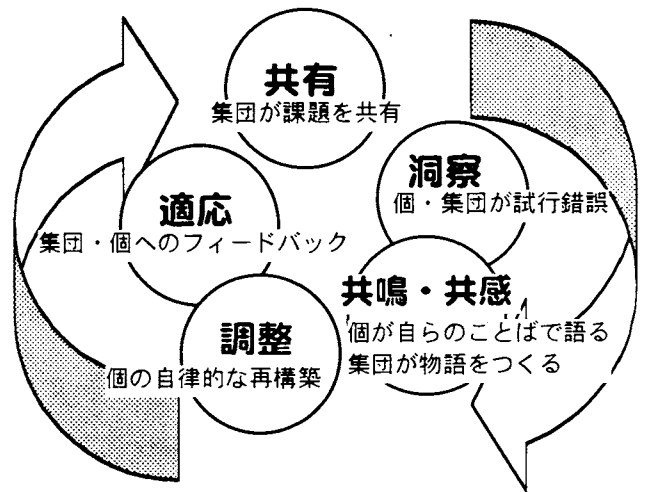 共有
集団が課題を共有
洞察
個・集団が試行錯誤
共鳴・共感
個が自らのことばで語る
集団が物語をつくる
調整
個の自律的な再構築
適応
集団・個へのフィードバック